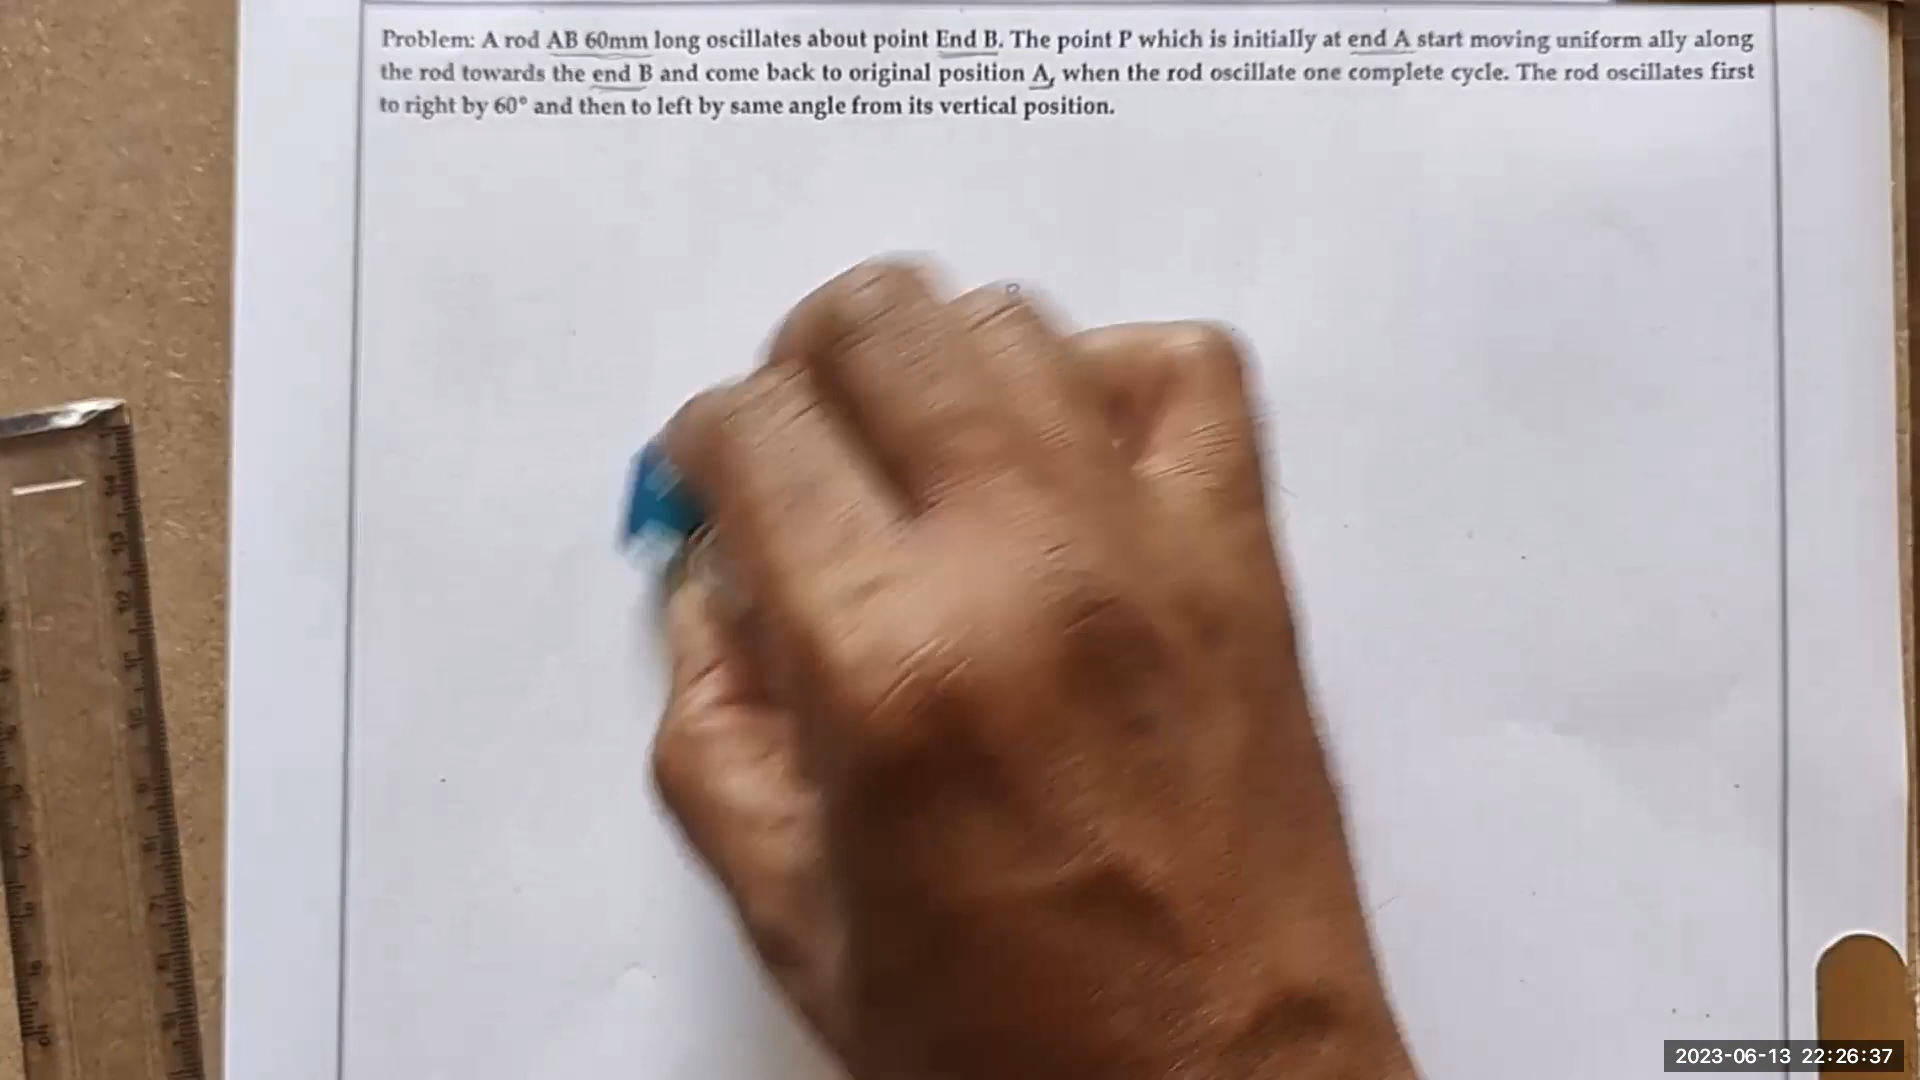 Problem: A rod AB 60mm long oscillates about point End B. The point P which is initially at end A start moving uniform ally along
the rod towards the end B and come back to original position A, when the rod oscillate one complete cycle. The rod oscillates first
to right by 60° and then to left by same angle from its vertical position.
B
2023-06-13 22:26:37